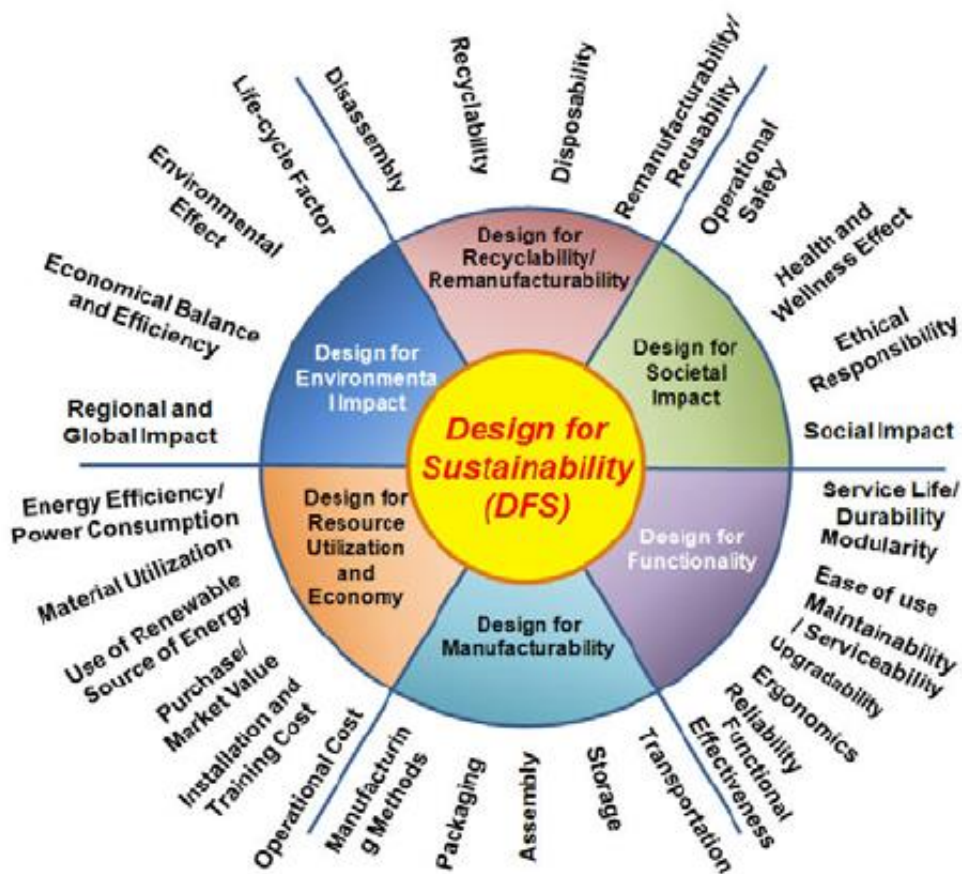 Disassembly
Recyclability
Disposability
Remanufacturability/
Reusability
Operational
Safety
Health and
Wellness Effect
Ethical
Responsibility
Social Impact
Service Life/
Durability
Modularity
Ease of use
Maintainability
/ Serviceability
Upgradability
Ergonomics
Reliability
Functional
Effectiveness
Transportation
Storage
Assembly
Packaging
Manufacturin
g Methods
Operational Cost
Installation and
Training Cost
Purchase/
Market Value
Use of Renewable
Source of Energy
Material Utilization
Energy Efficiency/
Power Consumption
Regional and
Global Impact
Economical Balance
and Efficiency
Environmental
Effect
Life-cycle Factor
Design for
Recyclability/
Remanufacturability
Design for
Societal
Impact
Design for
Functionality
Design for
Manufacturability
Design for
Resource
Utilization
and
Economy
Design for
Environmenta
l Impact
Design for
Sustainability
(DFS)